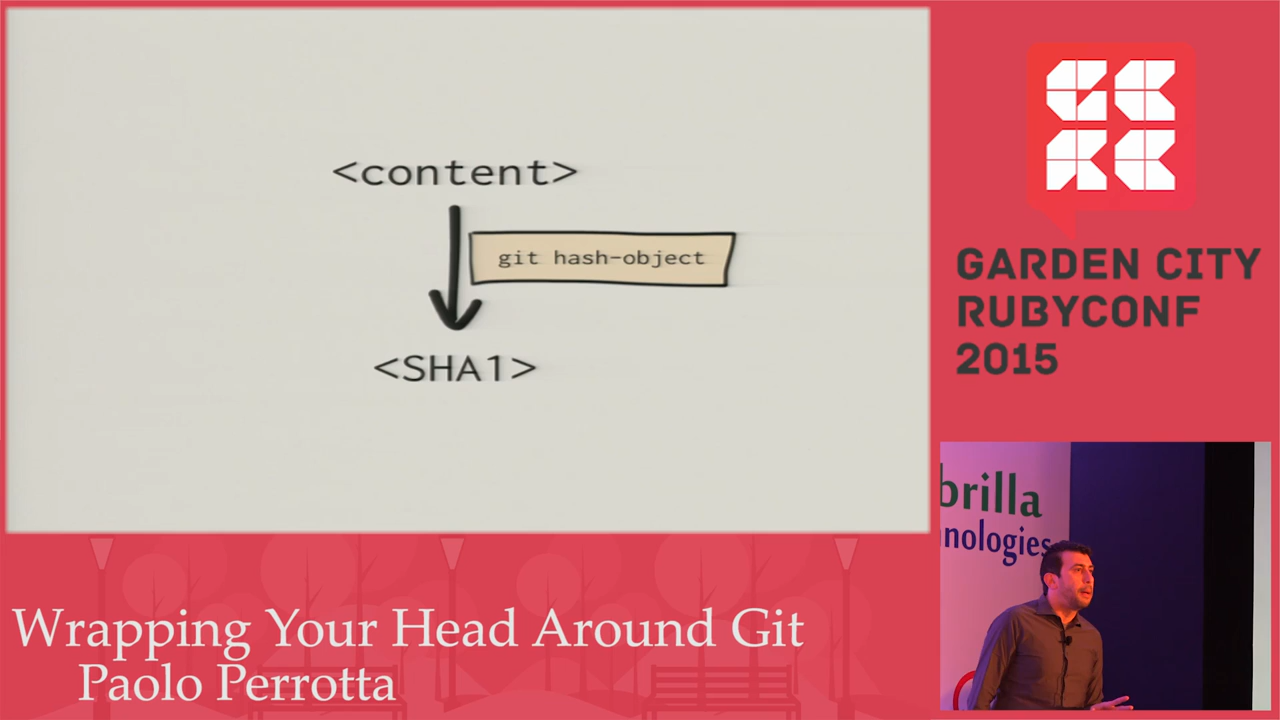 <content>
git hash-object
<SHA1>
GARDEN CITY
RUBYCONF
2015
brilla
nologies
Wrapping Your Head Around Git
Paolo Perrotta